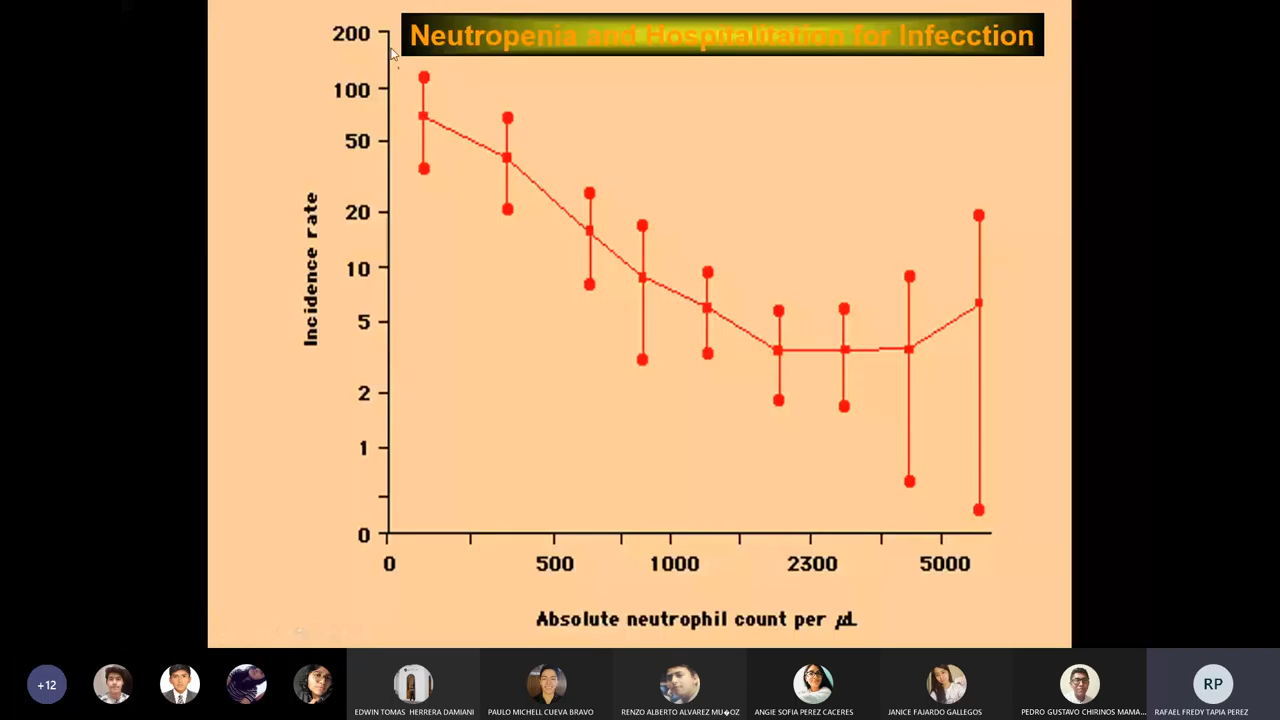 Neutropenia and Hospitalitation for Infecction
200
100
50
20
10
5
2
1
0
Incidence rate
0 500 1000 2300 5000
Absolute neutrophil count per µL
+12
EDWIN TOMAS HERRERA DAMIANI
PAULO MICHELL CUEVA BRAVO
RENZO ALBERTO ALVAREZ MU�OZ
ANGIE SOFIA PEREZ CACERES
JANICE FAJARDO GALLEGOS
PEDRO GUSTAVO CHIRINOS MAMA...
RP
RAFAEL FREDY TAPIA PEREZ